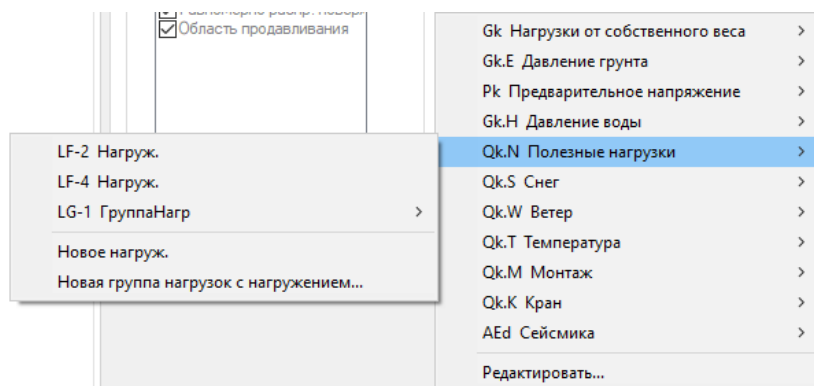 Область продавливания
Gk Нагрузки от собственного веса
Gk.E Давление грунта
Pk Предварительное напряжение
Gk.H Давление воды
Qk.N Полезные нагрузки
Qk.S Снег
Qk.W Ветер
Qk.T Температура
Qk.M Монтаж
Qk.K Кран
AEd Сейсмика
Редактировать...
LF-2 Нагруж.
LF-4 Нагруж.
LG-1 ГруппаНагр
Новое нагруж.
Новая группа нагрузок с нагружением...